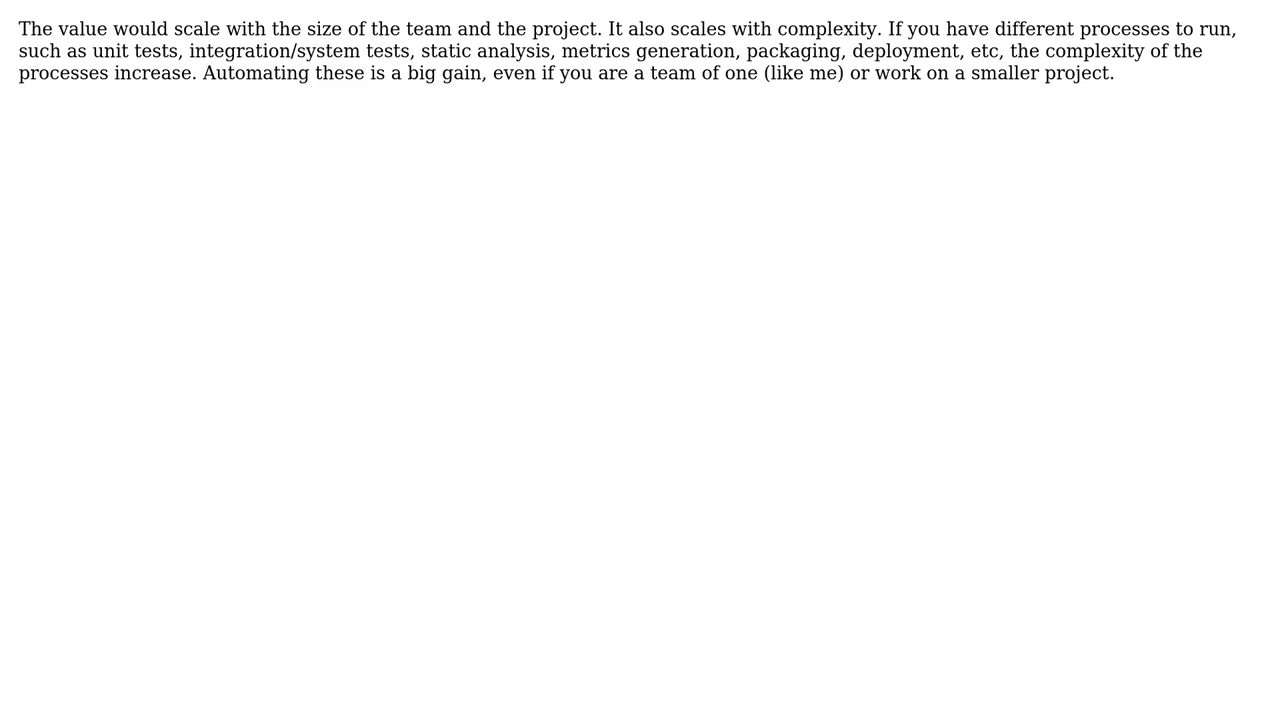 The value would scale with the size of the team and the project. It also scales with complexity. If you have different processes to run,
such as unit tests, integration/system tests, static analysis, metrics generation, packaging, deployment, etc, the complexity of the
processes increase. Automating these is a big gain, even if you are a team of one (like me) or work on a smaller project.